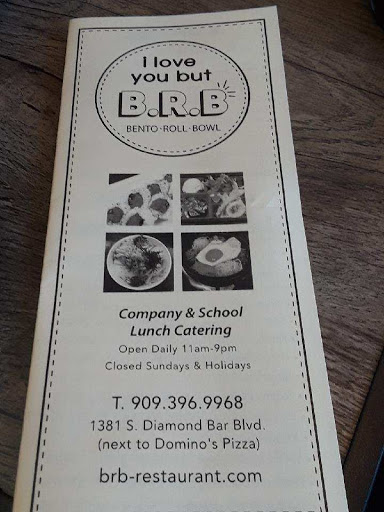 I love
you but
B.R.B
BENTO·ROLL·BOWL
Company & School
Lunch Catering
Open Daily 11am-9pm
Closed Sundays & Holidays
T. 909.396.9968
1381 S. Diamond Bar Blvd.
(next to Domino's Pizza)
brb-restaurant.com